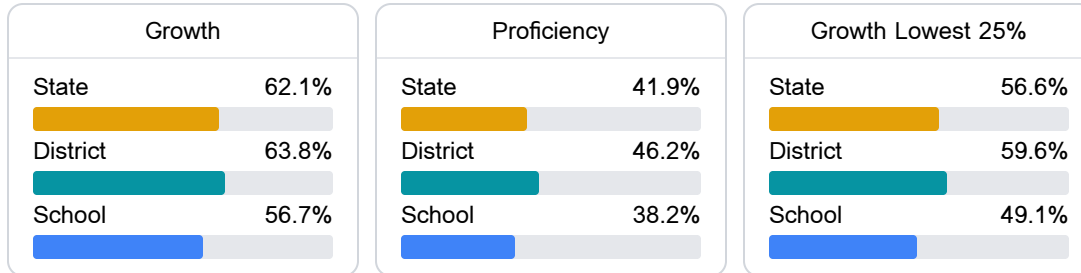 Growth
State 62.1%
District 63.8%
School 56.7%
Proficiency
State 41.9%
District 46.2%
School 38.2%
Growth Lowest 25%
State 56.6%
District 59.6%
School 49.1%